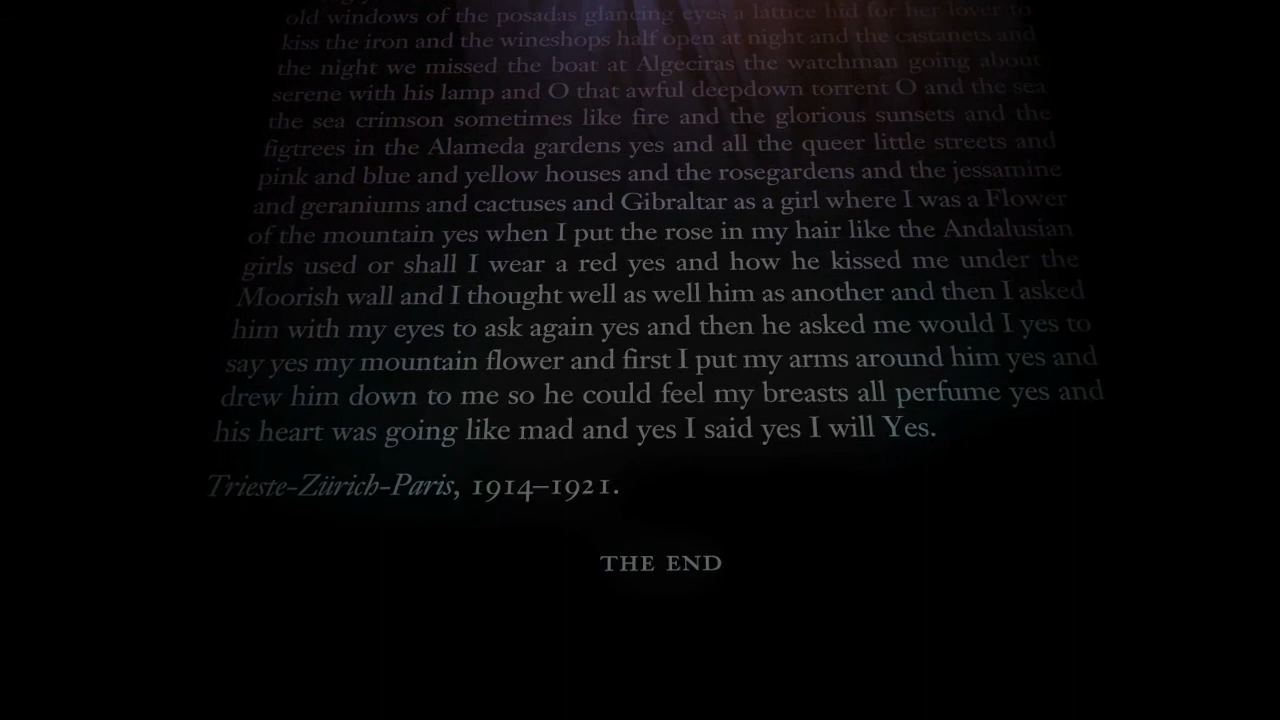 old windows of the posadas glancing eyes a lattice hid for her lover to
kiss the iron and the wineshops half open at night and the castanets and
the night we missed the boat at Algeciras the watchman going about
serene with his lamp and O that awful deepdown torrent O and the sea
the sea crimson sometimes like fire and the glorious sunsets and the
figtrees in the Alameda gardens yes and all the queer little streets and
pink and blue and yellow houses and the rosegardens and the jessamine
and geraniums and cactuses and Gibraltar as a girl where I was a Flower
of the mountain yes when I put the rose in my hair like the Andalusian
girls used or shall I wear a red yes and how he kissed me under the
Moorish wall and I thought well as well him as another and then I asked
him with my eyes to ask again yes and then he asked me would I yes to
say yes my mountain flower and first I put my arms around him yes and
drew him down to me so he could feel my breasts all perfume yes and
his heart was going like mad and yes I said yes I will Yes.
Trieste-Zürich-Paris, 1914–1921.
THE END